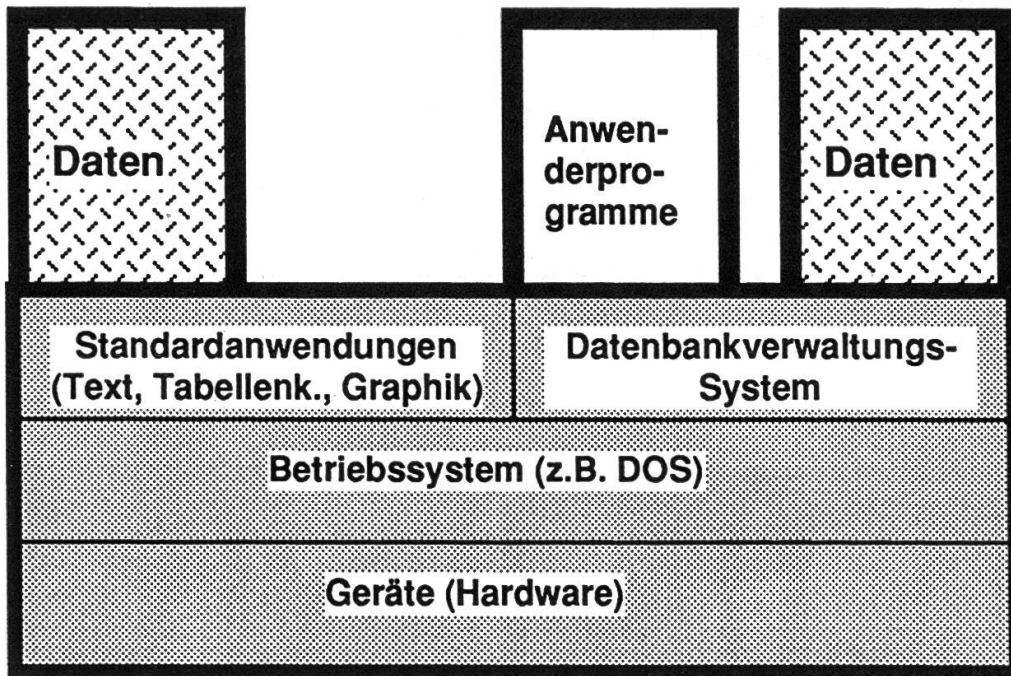 Daten
Anwen-
derpro-
gramme
Daten
Standardanwendungen
(Text, Tabellenk., Graphik)
Datenbankverwaltungs-
System
Betriebssystem (z.B. DOS)
Geräte (Hardware)